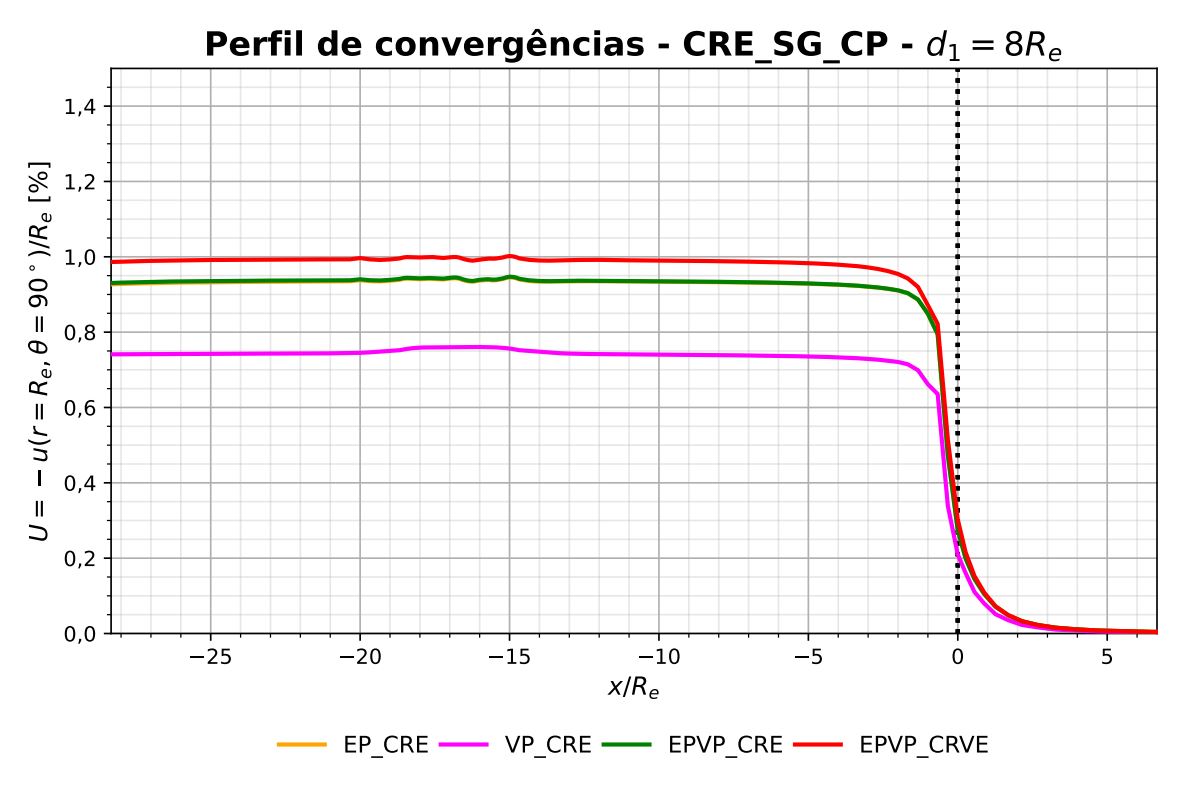 Perfil de convergências - CRE_SG_CP - d₁ = 8Rₑ
U = − u(r = Rₑ, θ = 90°)/Rₑ [%]
1,4
1,2
1,0
0,8
0,6
0,4
0,2
0,0
−25 −20 −15 −10 −5 0 5
x/Rₑ
EP_CRE VP_CRE EPVP_CRE EPVP_CRVE